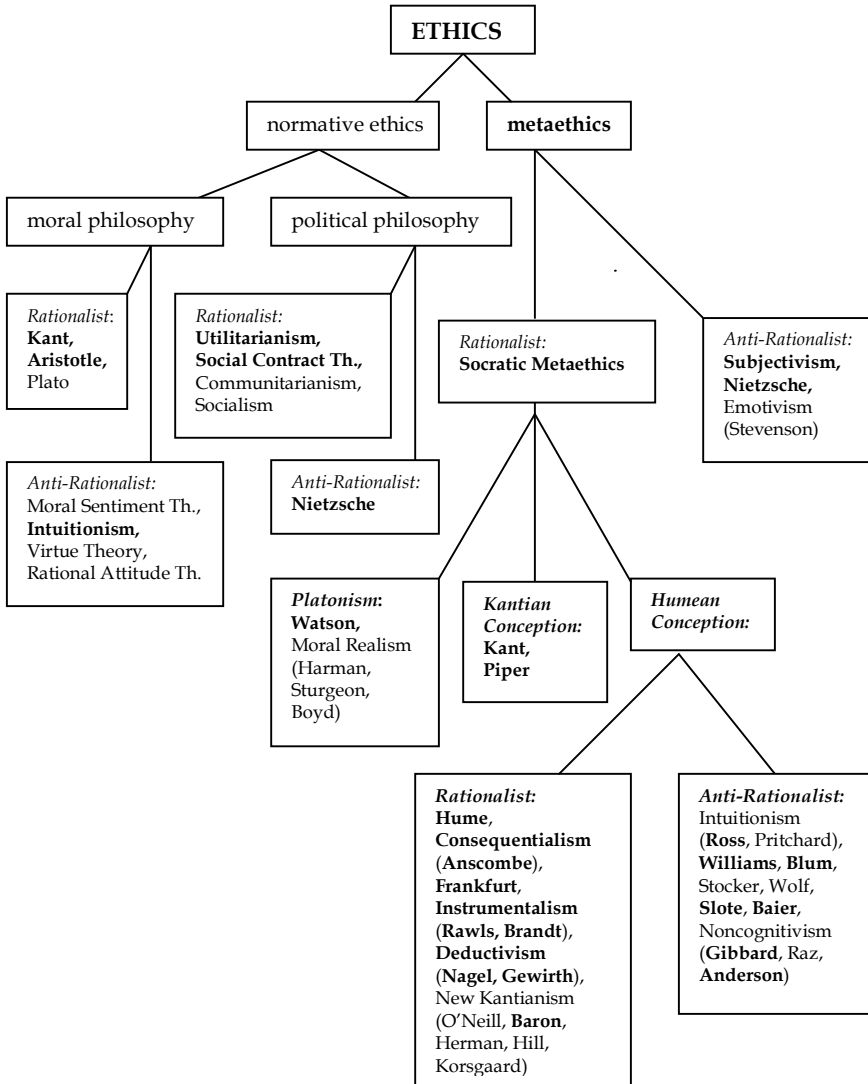 ETHICS
normative ethics
metaethics
moral philosophy
political philosophy
Rationalist:
Kant,
Aristotle,
Plato
Rationalist:
Utilitarianism,
Social Contract Th.,
Communitarianism,
Socialism
Rationalist:
Socratic Metaethics
Anti-Rationalist:
Subjectivism,
Nietzsche,
Emotivism
(Stevenson)
Anti-Rationalist:
Moral Sentiment Th.,
Intuitionism,
Virtue Theory,
Rational Attitude Th.
Anti-Rationalist:
Nietzsche
Platonism:
Watson,
Moral Realism
(Harman,
Sturgeon,
Boyd)
Kantian
Conception:
Kant,
Piper
Humean
Conception:
Rationalist:
Hume,
Consequentialism
(Anscombe),
Frankfurt,
Instrumentalism
(Rawls, Brandt),
Deductivism
(Nagel, Gewirth),
New Kantianism
(O'Neill, Baron,
Herman, Hill,
Korsgaard)
Anti-Rationalist:
Intuitionism
(Ross, Pritchard),
Williams, Blum,
Stocker, Wolf,
Slote, Baier,
Noncognitivism
(Gibbard, Raz,
Anderson)